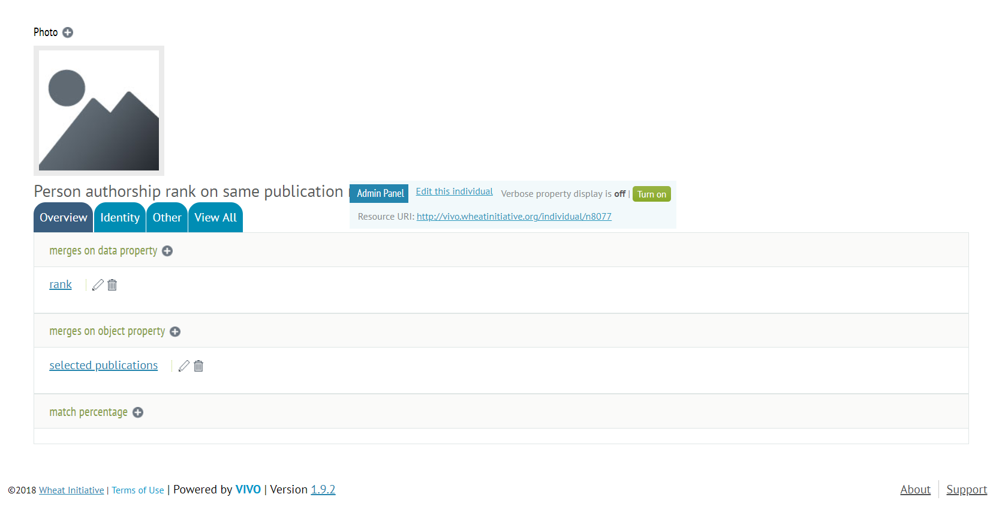 Photo
Person authorship rank on same publication
Admin Panel Edit this individual Verbose property display is off | Turn on
Resource URI: http://vivo.wheatinitiative.org/individual/n8077
Overview Identity Other View All
merges on data property
rank
merges on object property
selected publications
match percentage
©2018 Wheat Initiative | Terms of Use | Powered by VIVO | Version 1.9.2
About Support